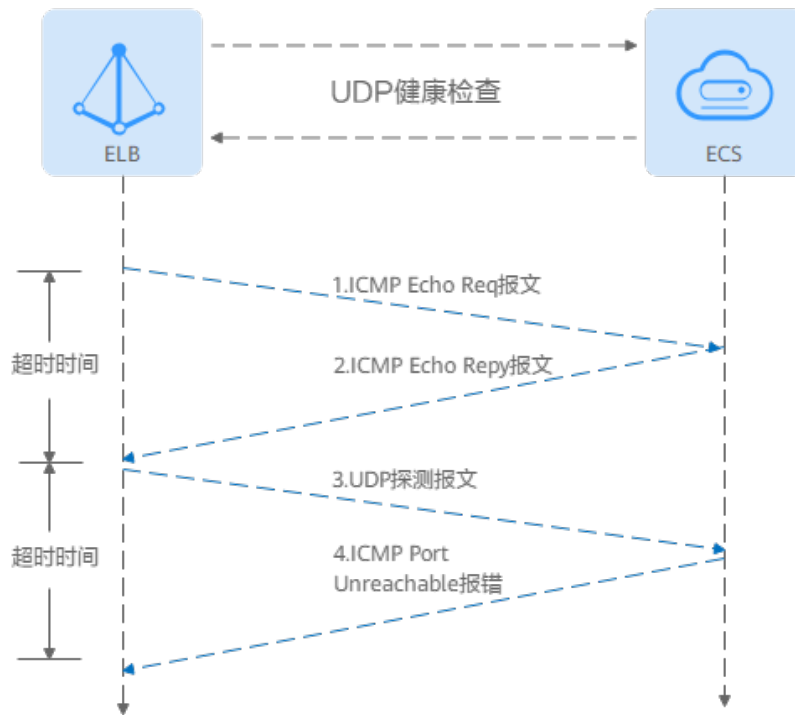 UDP健康检查
ELB
ECS
1.ICMP Echo Req报文
超时时间
2.ICMP Echo Repy报文
3.UDP探测报文
超时时间
4.ICMP Port
Unreachable报错